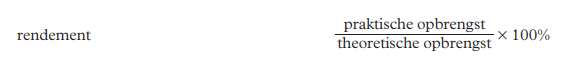 rendement
praktische opbrengst
theoretische opbrengst × 100%